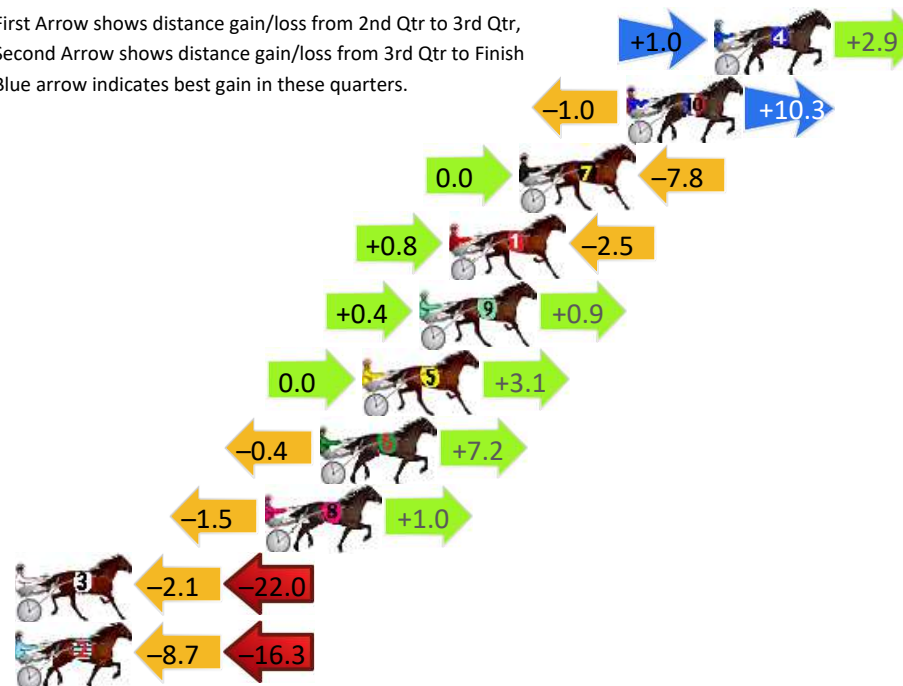 First Arrow shows distance gain/loss from 2nd Qtr to 3rd Qtr,
Second Arrow shows distance gain/loss from 3rd Qtr to Finish
Blue arrow indicates best gain in these quarters.
+1.0 4 +2.9
–1.0 10 +10.3
0.0 7 –7.8
+0.8 1 –2.5
+0.4 9 +0.9
0.0 5 +3.1
–0.4 6 +7.2
–1.5 8 +1.0
3 –2.1 –22.0
2 –8.7 –16.3